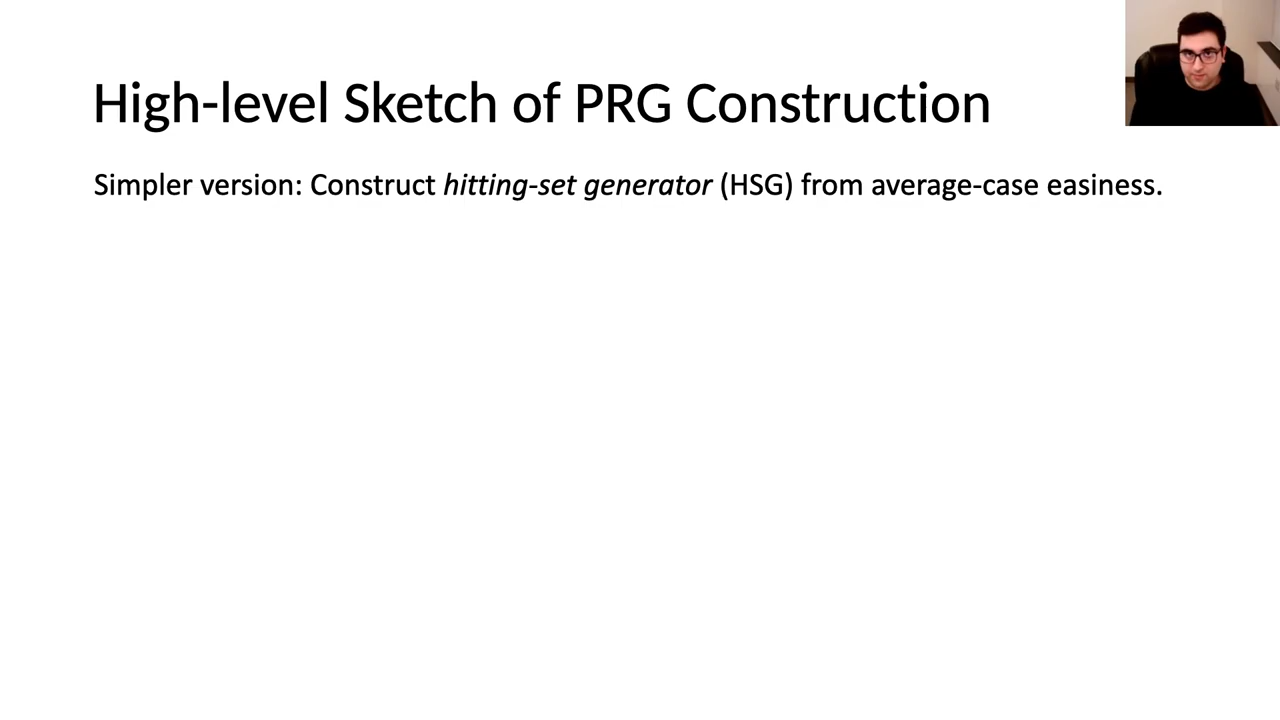 High-level Sketch of PRG Construction
Simpler version: Construct hitting-set generator (HSG) from average-case easiness.